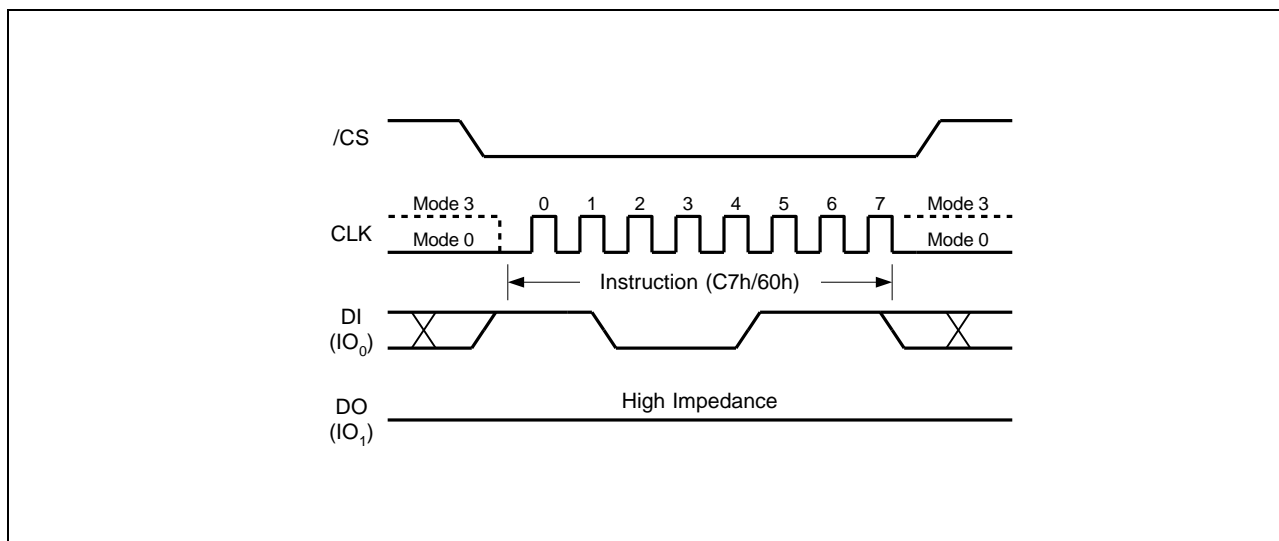 /CS
Mode 3
0 1 2 3 4 5 6 7
Mode 3
CLK
Mode 0
Mode 0
Instruction (C7h/60h)
DI
(IO₀)
High Impedance
DO
(IO₁)